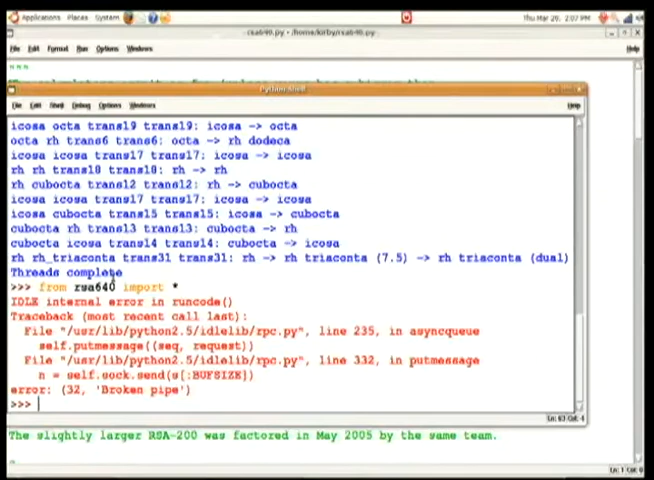 Applications Places System
Thu Mar 29, 2:07 PM
rsa640.py - /home/kirby/rsa640.py
File Edit Format Run Options Windows
Help
"""
Python Shell
File Edit Shell Debug Options Windows
Help
icosa octa trans19 trans19: icosa -> octa
octa rh trans6 trans6: octa -> rh dodeca
icosa icosa trans17 trans17: icosa -> icosa
rh rh trans18 trans18: rh -> rh
rh cubocta trans12 trans12: rh -> cubocta
icosa icosa trans17 trans17: icosa -> icosa
icosa cubocta trans15 trans15: icosa -> cubocta
cubocta rh trans13 trans13: cubocta -> rh
cubocta icosa trans14 trans14: cubocta -> icosa
rh rh_triaconta trans31 trans31: rh -> rh triaconta (7.5) -> rh triaconta (dual)
Threads complete
>>> from rsa640 import *
IDLE internal error in runcode()
Traceback (most recent call last):
File "/usr/lib/python2.5/idlelib/rpc.py", line 235, in asyncqueue
self.putmessage((seq, request))
File "/usr/lib/python2.5/idlelib/rpc.py", line 332, in putmessage
n = self.sock.send(s[:BUFSIZE])
error: (32, 'Broken pipe')
>>>
Ln: 83 Col: 4
The slightly larger RSA-200 was factored in May 2005 by the same team.
Ln: 1 Col: 0